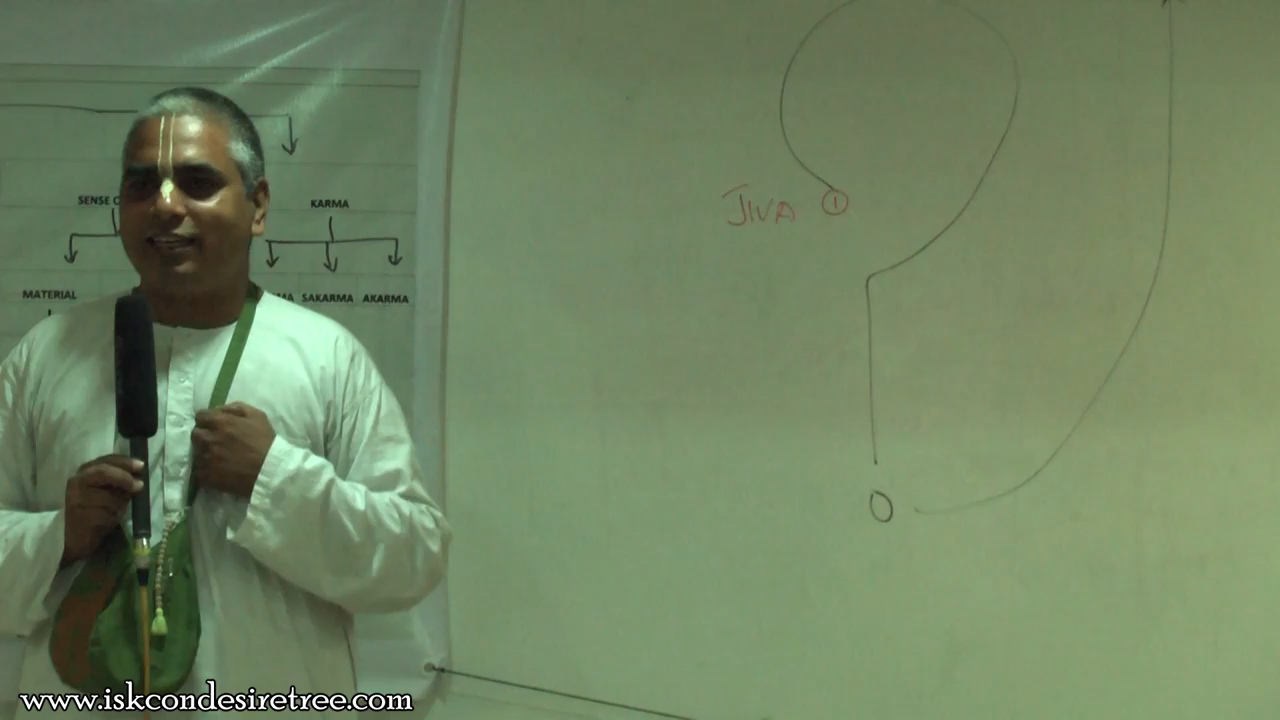 SENSE
KARMA
JIVA 1
MATERIAL
SAKARMA AKARMA
www.iskcondesiretree.com